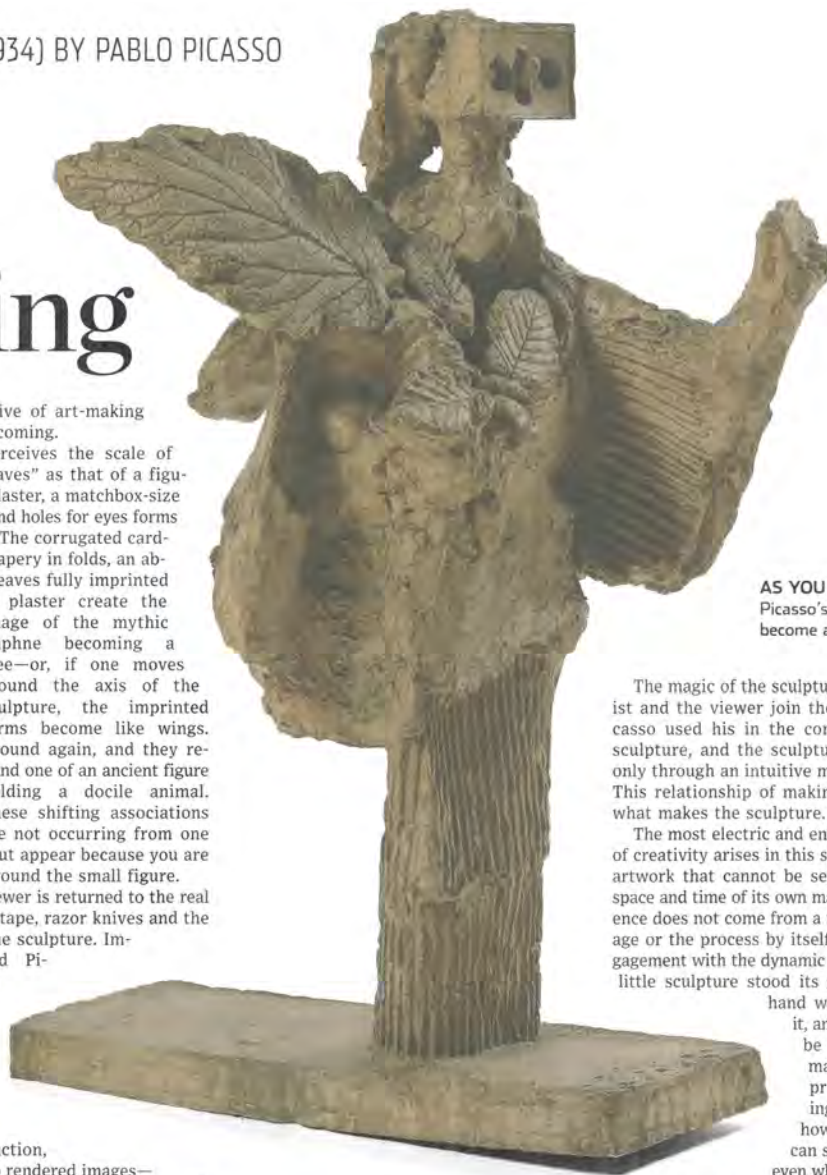 934) BY PABLO PICASSO
ing
ive of art-making
coming.
rceives the scale of
aves” as that of a figu-
laster, a matchbox-size
nd holes for eyes forms
The corrugated card-
apery in folds, an ab-
eaves fully imprinted
plaster create the
age of the mythic
phne becoming a
ee—or, if one moves
ound the axis of the
ulpture, the imprinted
rms become like wings.
ound again, and they re-
nd one of an ancient figure
lding a docile animal.
ese shifting associations
e not occurring from one
ut appear because you are
ound the small figure.
ewer is returned to the real
tape, razor knives and the
e sculpture. Im-
d Pi-
uction,
n rendered images—
AS YOU
Picasso’s
become a
The magic of the sculptu
ist and the viewer join the
casso used his in the con
sculpture, and the sculptu
only through an intuitive m
This relationship of makin
what makes the sculpture.
The most electric and en
of creativity arises in this s
artwork that cannot be se
space and time of its own ma
ence does not come from a
age or the process by itself
gagement with the dynamic
little sculpture stood its
hand w
it, an
be
ma
pr
ing
how
can s
even wi